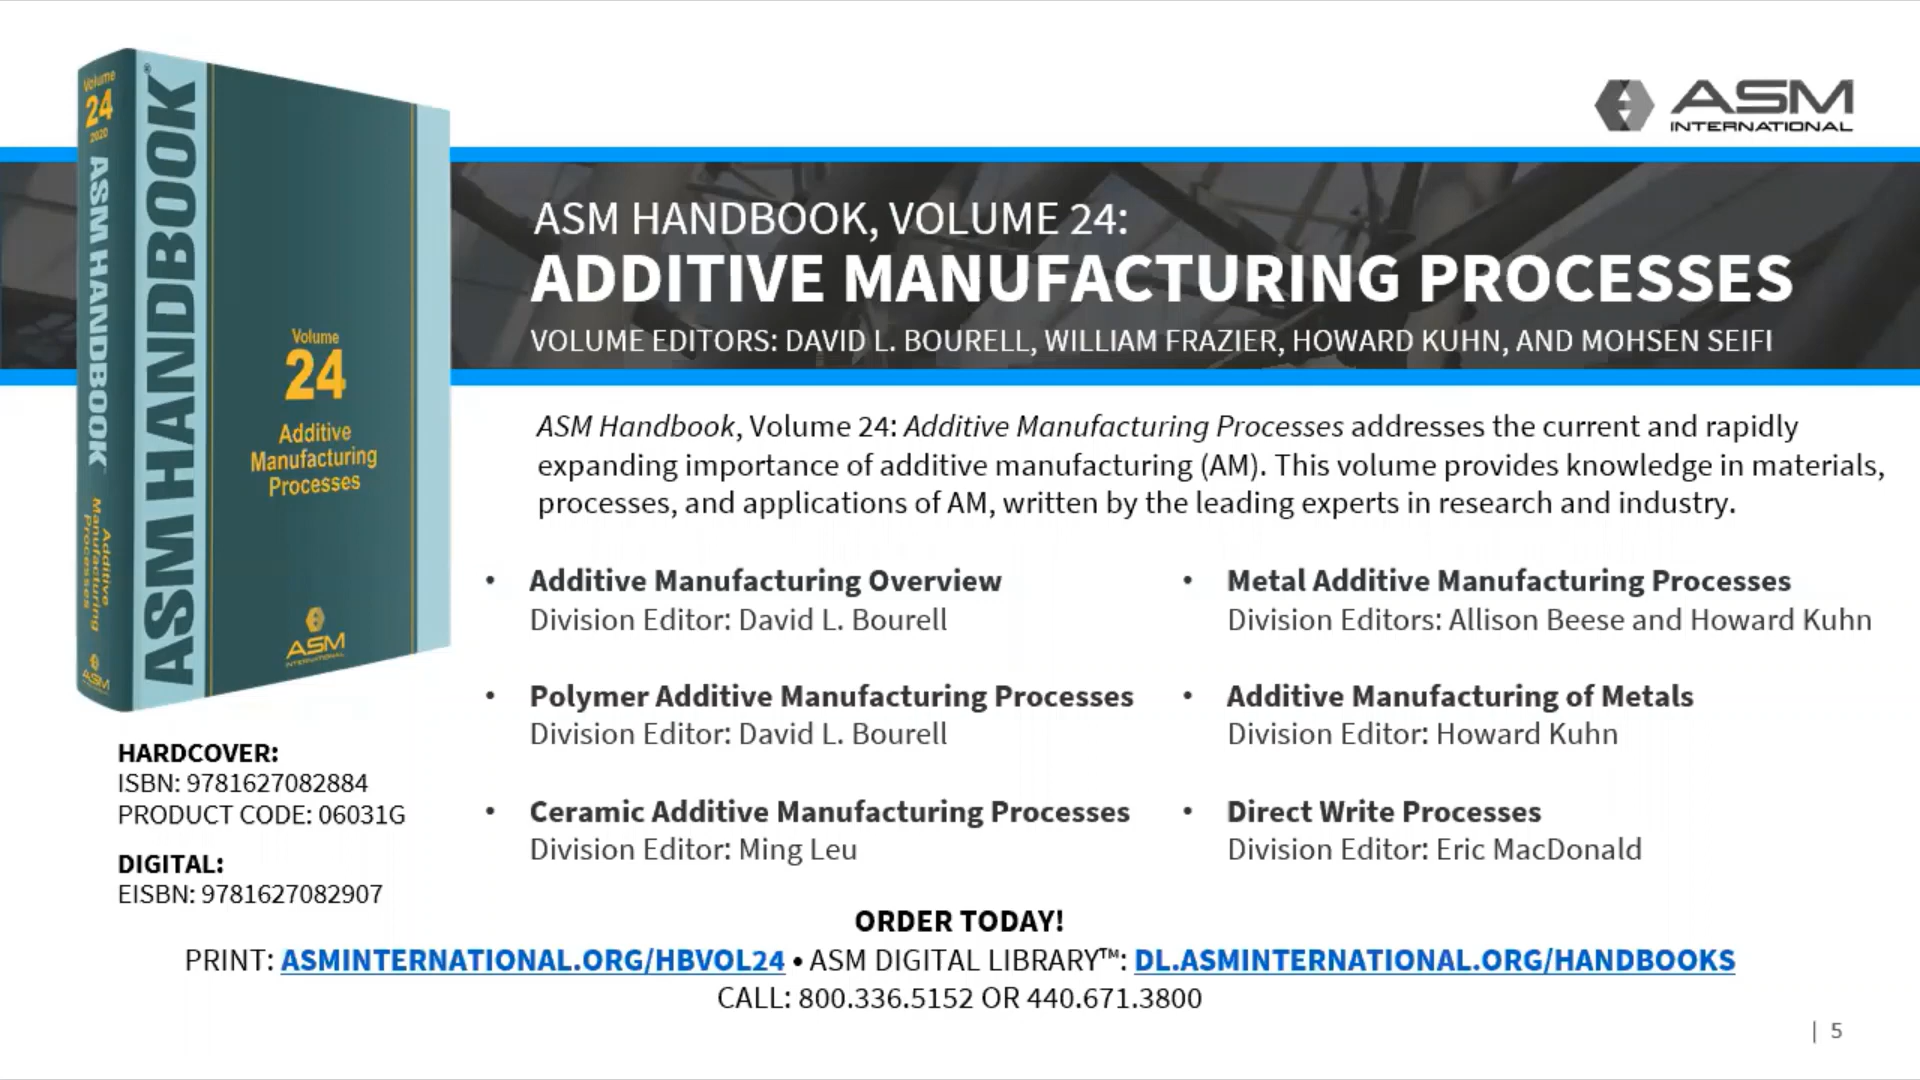 Volume
24
2020
ASM HANDBOOK
Additive
Manufacturing
Processes
ASM
ASM HANDBOOK®
Volume
24
Additive
Manufacturing
Processes
ASM
INTERNATIONAL
ASM
INTERNATIONAL
ASM HANDBOOK, VOLUME 24:
ADDITIVE MANUFACTURING PROCESSES
VOLUME EDITORS: DAVID L. BOURELL, WILLIAM FRAZIER, HOWARD KUHN, AND MOHSEN SEIFI
ASM Handbook, Volume 24: Additive Manufacturing Processes addresses the current and rapidly
expanding importance of additive manufacturing (AM). This volume provides knowledge in materials,
processes, and applications of AM, written by the leading experts in research and industry.
• Additive Manufacturing Overview
Division Editor: David L. Bourell
• Polymer Additive Manufacturing Processes
Division Editor: David L. Bourell
• Ceramic Additive Manufacturing Processes
Division Editor: Ming Leu
• Metal Additive Manufacturing Processes
Division Editors: Allison Beese and Howard Kuhn
• Additive Manufacturing of Metals
Division Editor: Howard Kuhn
• Direct Write Processes
Division Editor: Eric MacDonald
HARDCOVER:
ISBN: 9781627082884
PRODUCT CODE: 06031G
DIGITAL:
EISBN: 9781627082907
ORDER TODAY!
PRINT: ASMINTERNATIONAL.ORG/HBVOL24 • ASM DIGITAL LIBRARY™: DL.ASMINTERNATIONAL.ORG/HANDBOOKS
CALL: 800.336.5152 OR 440.671.3800
| 5